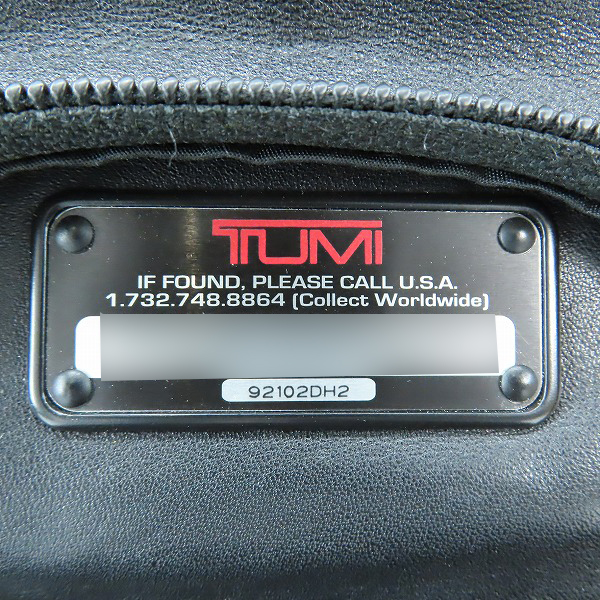 TUMI
IF FOUND, PLEASE CALL U.S.A.
1.732.748.8864 (Collect Worldwide)
92102DH2